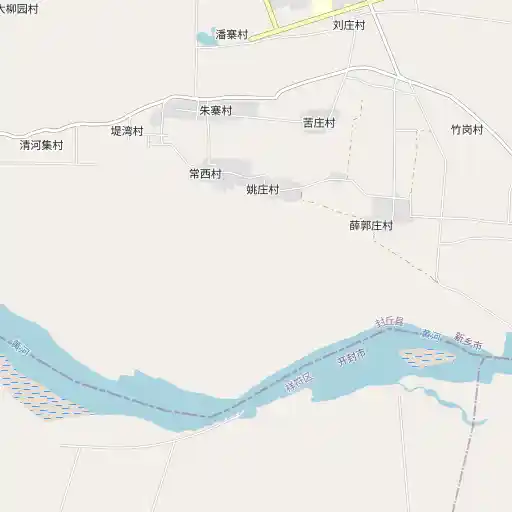 大柳园村
刘庄村
潘寨村
朱寨村
苦庄村
堤湾村
竹岗村
清河集村
常西村
姚庄村
薛郭庄村
封丘县
黄河
新乡市
黄河
开封市
祥符区